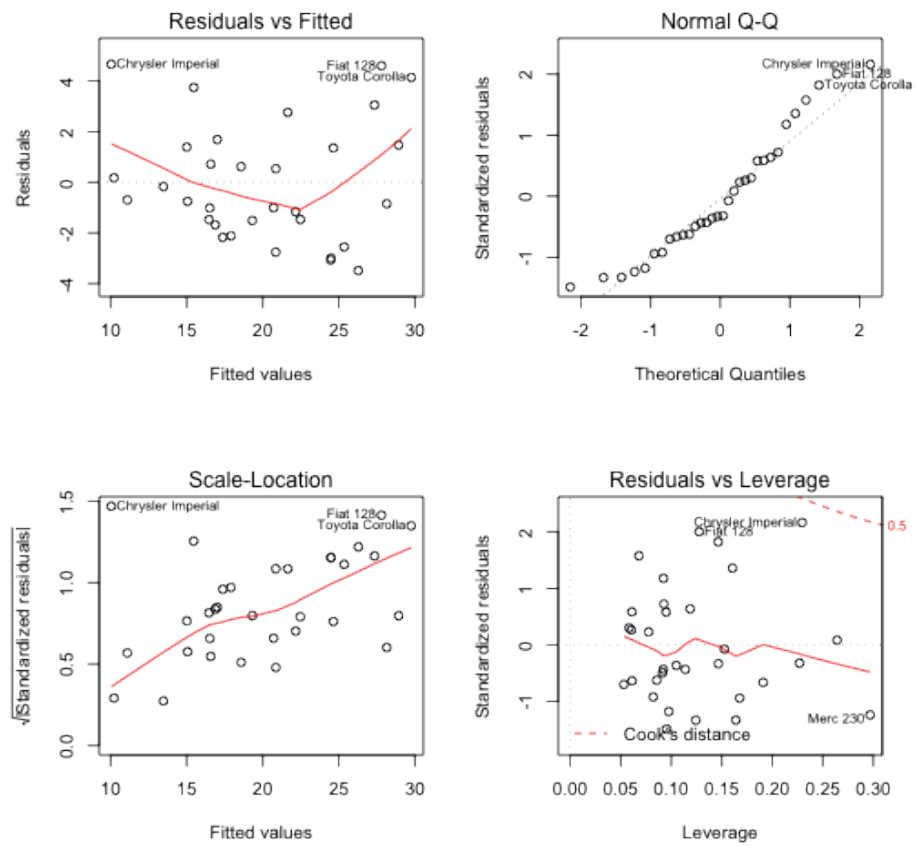 Residuals vs Fitted
Residuals
4
2
0
-2
-4
Chrysler Imperial
Fiat 128
Toyota Corolla
10 15 20 25 30
Fitted values
Normal Q-Q
Standardized residuals
2
1
0
-1
Chrysler Imperial
Fiat 128
Toyota Corolla
-2 -1 0 1 2
Theoretical Quantiles
Scale-Location
√|Standardized residuals|
1.5
1.0
0.5
0.0
Chrysler Imperial
Fiat 128
Toyota Corolla
10 15 20 25 30
Fitted values
Residuals vs Leverage
Standardized residuals
2
1
0
-1
Chrysler Imperial
Fiat 128
0.5
Merc 230
Cook's distance
0.00 0.05 0.10 0.15 0.20 0.25 0.30
Leverage